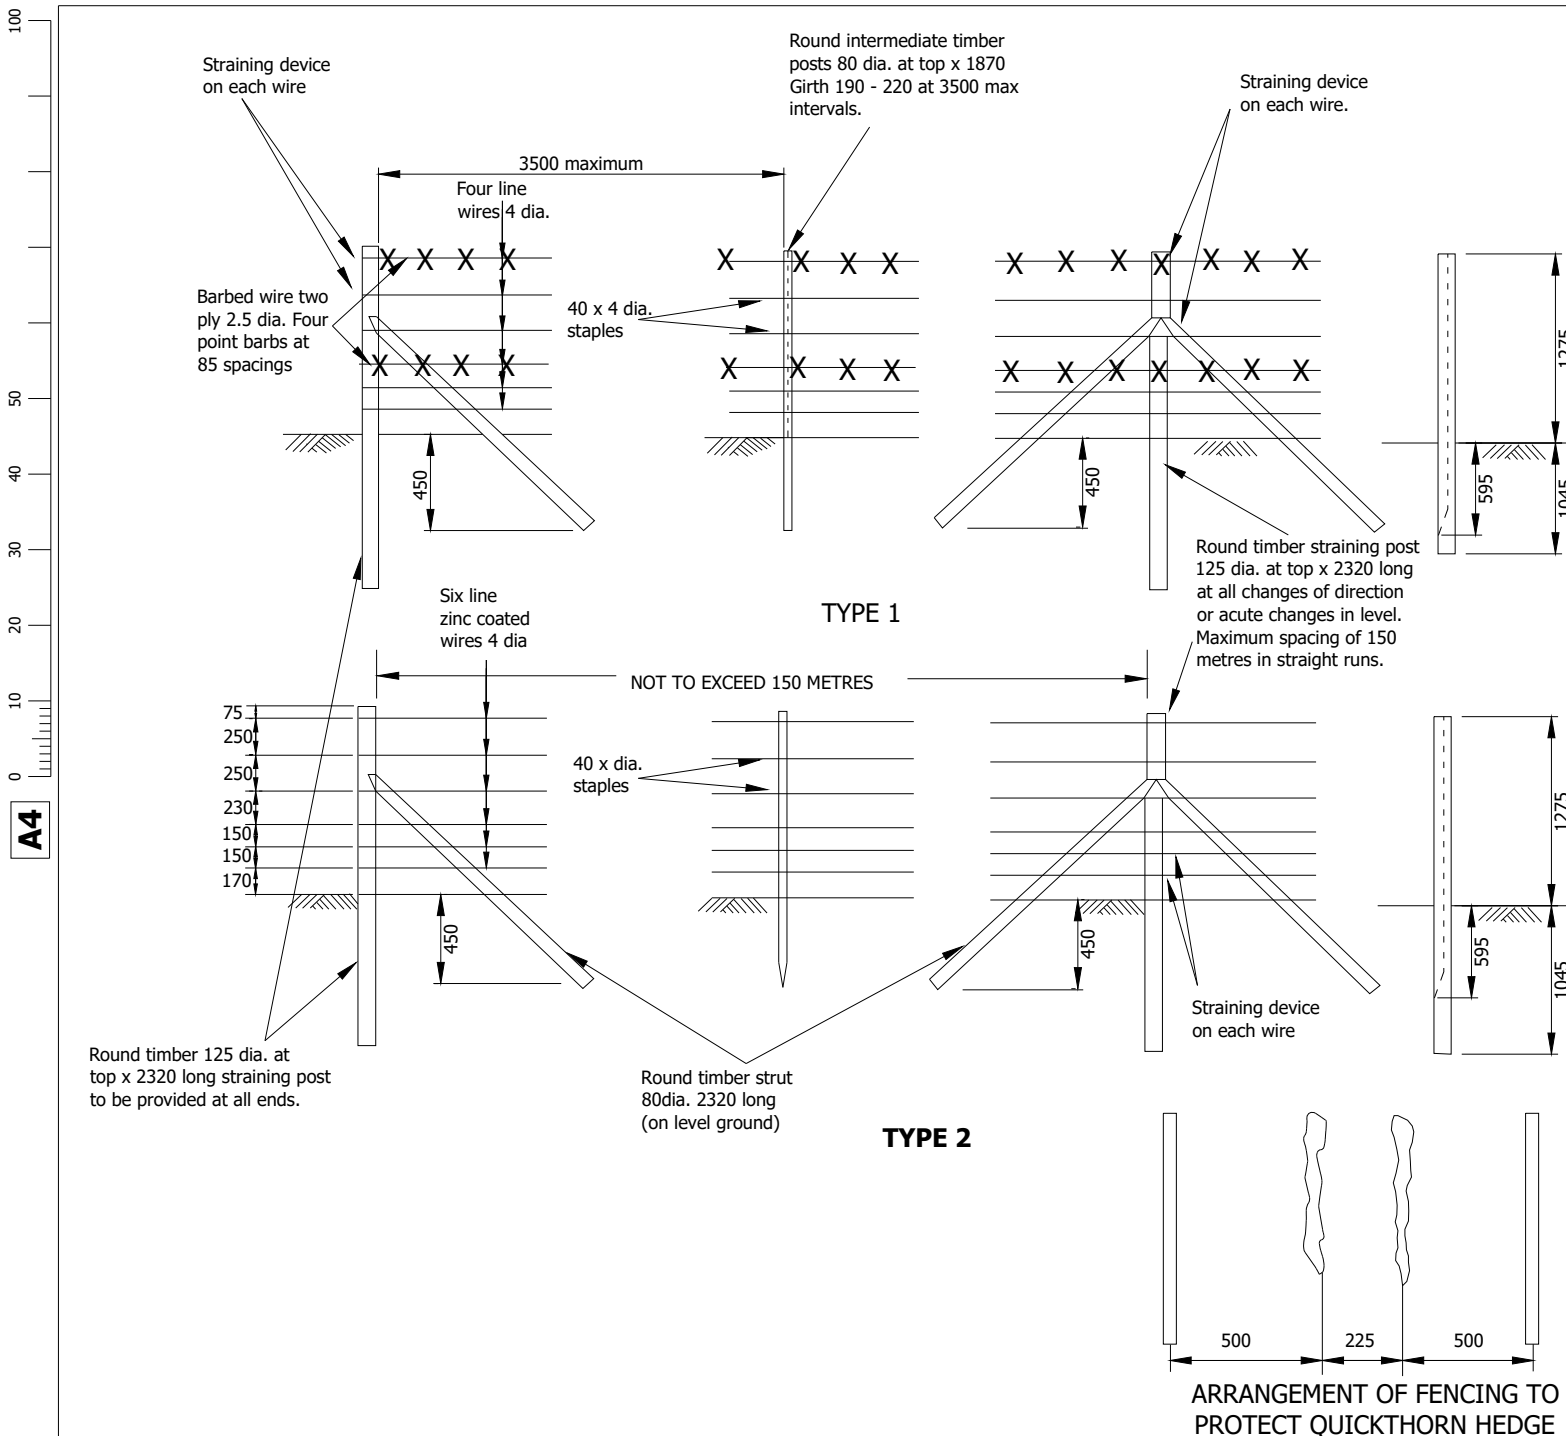 100
50
40
30
20
10
0
A4
Straining device
on each wire
Round intermediate timber
posts 80 dia. at top x 1870
Girth 190 - 220 at 3500 max
intervals.
Straining device
on each wire.
3500 maximum
Four line
wires 4 dia.
Barbed wire two
ply 2.5 dia. Four
point barbs at
85 spacings
40 x 4 dia.
staples
X X X X
X X X X
X X X X
X X X X
X X X X X X X
X X X X X X X
450
450
1275
595
1045
TYPE 1
Round timber straining post
125 dia. at top x 2320 long
at all changes of direction
or acute changes in level.
Maximum spacing of 150
metres in straight runs.
Six line
zinc coated
wires 4 dia
NOT TO EXCEED 150 METRES
75
250
250
230
150
150
170
40 x dia.
staples
450
450
1275
595
1045
Straining device
on each wire
Round timber 125 dia. at
top x 2320 long straining post
to be provided at all ends.
Round timber strut
80dia. 2320 long
(on level ground)
TYPE 2
500 225 500
ARRANGEMENT OF FENCING TO
PROTECT QUICKTHORN HEDGE